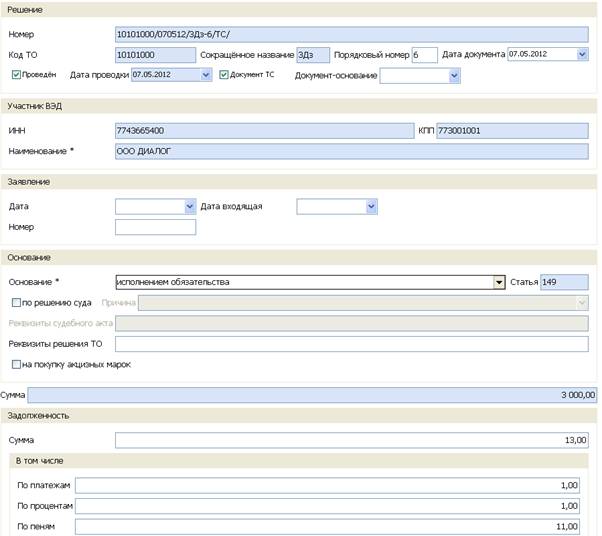 Решение
Номер 10101000/070512/ЗДз-6/ТС/
Код ТО 10101000 Сокращённое название ЗДз Порядковый номер 6 Дата документа 07.05.2012
Проведён Дата проводки 07.05.2012 Документ ТС Документ-основание
Участник ВЭД
ИНН 7743665400 КПП 773001001
Наименование * ООО ДИАЛОГ
Заявление
Дата Дата входящая
Номер
Основание
Основание * исполнением обязательства Статья 149
по решению суда Причина
Реквизиты судебного акта
Реквизиты решения ТО
на покупку акцизных марок
Сумма 3 000,00
Задолженность
Сумма 13,00
В том числе
По платежам 1,00
По процентам 1,00
По пеням 11,00